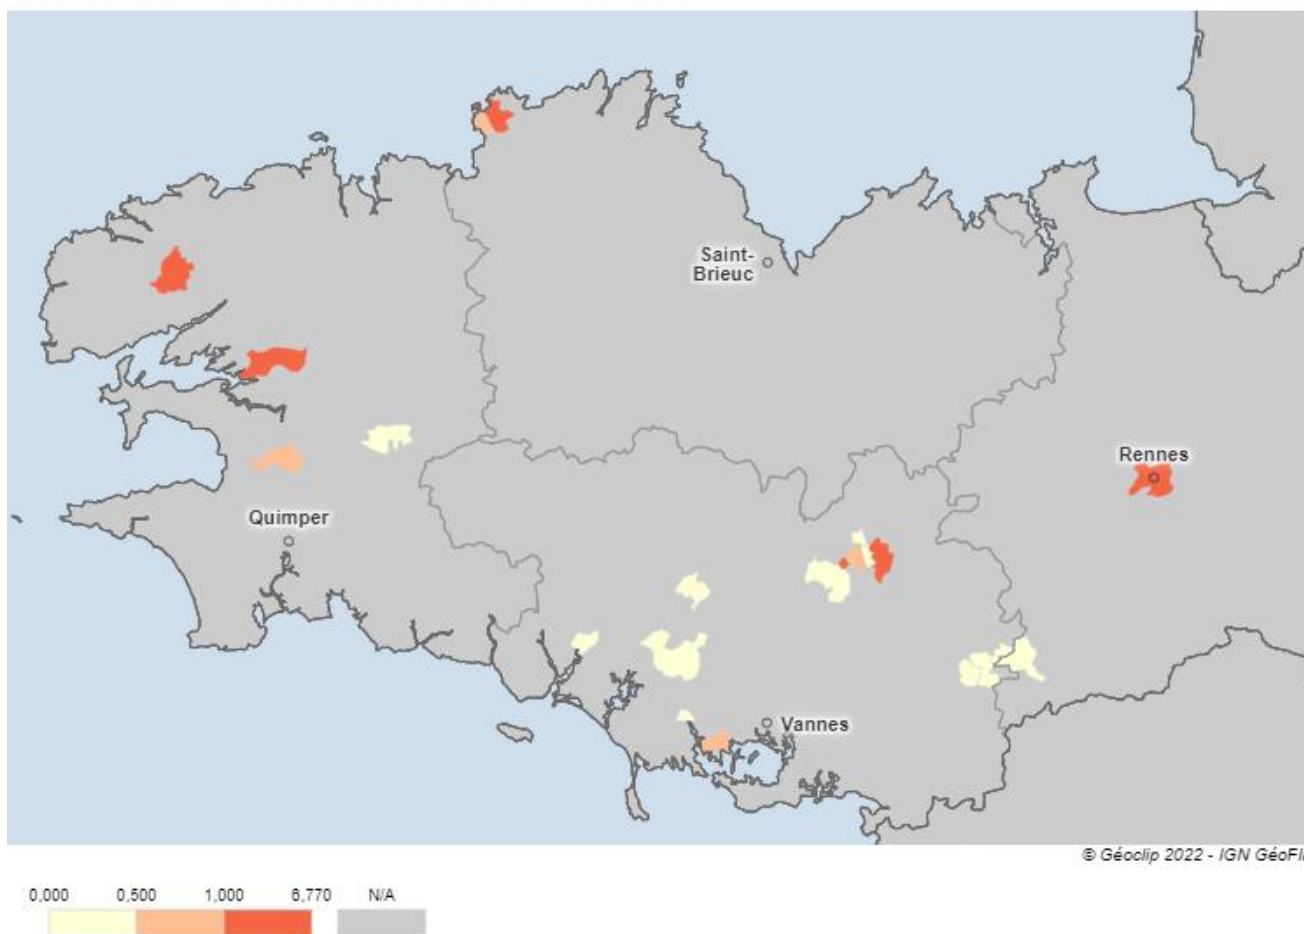 Saint-
Brieuc
Rennes
Quimper
Vannes
© Géoclip 2022 - IGN GéoFl
0,000 0,500 1,000 6,770 N/A